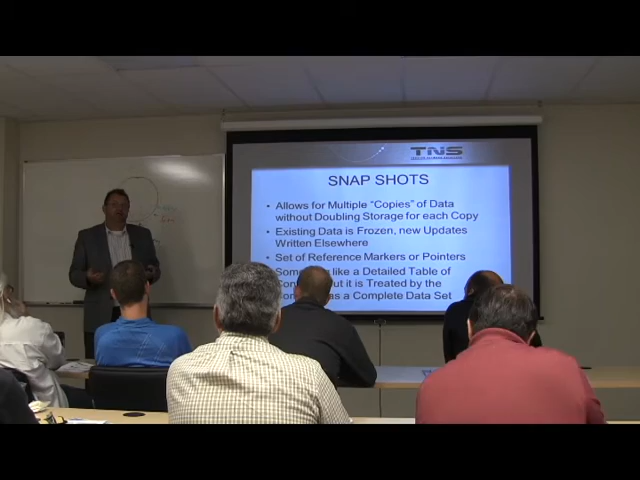 TNS
SNAP SHOTS
• Allows for Multiple "Copies" of Data
without Doubling Storage for each Copy
• Existing Data is Frozen, new Updates
Written Elsewhere
• Set of Reference Markers or Pointers
• like a Detailed Table of
it is Treated by the
as a Complete Data Set